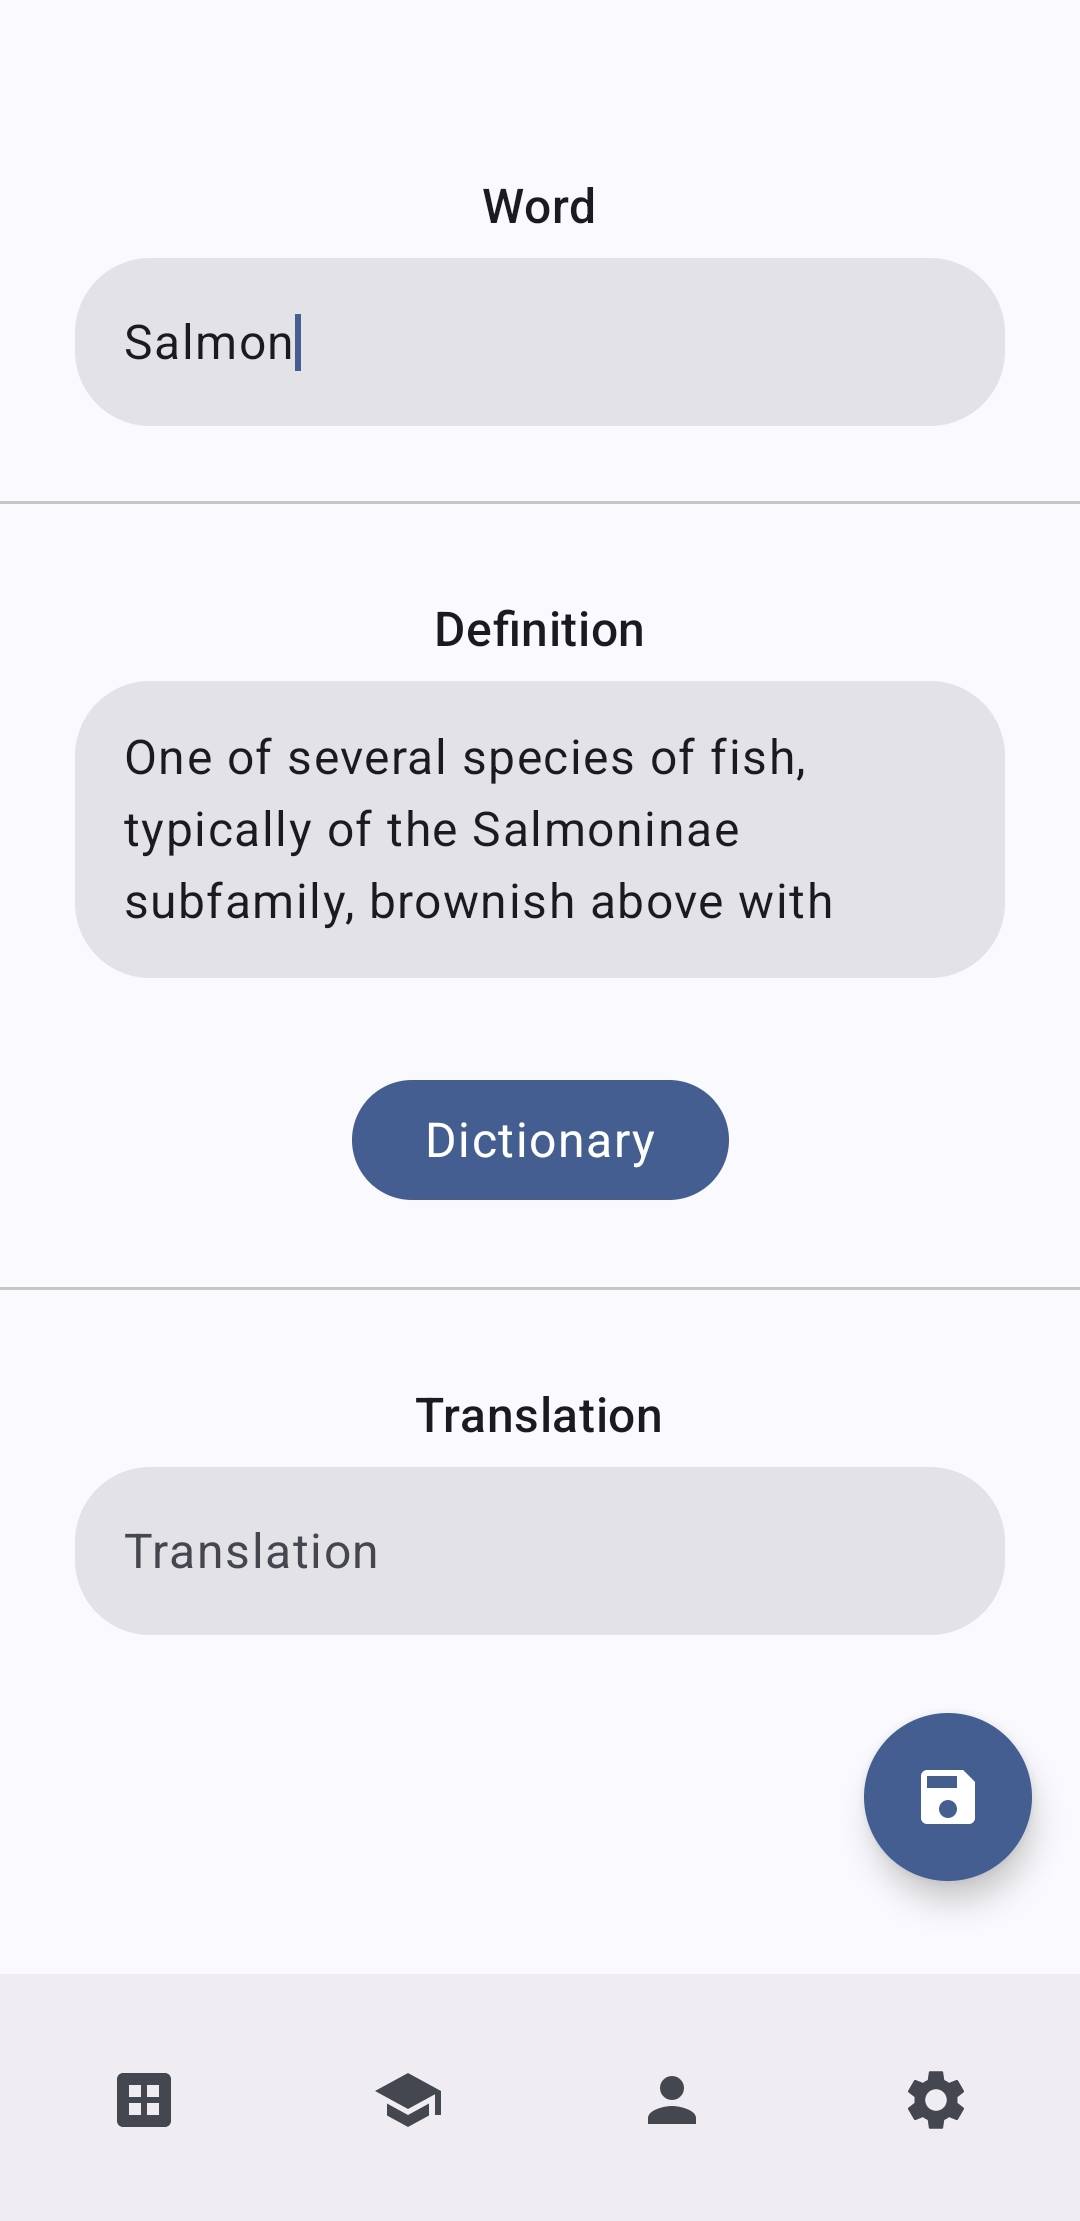 Word
Salmon
Definition
One of several species of fish,
typically of the Salmoninae
subfamily, brownish above with
Dictionary
Translation
Translation